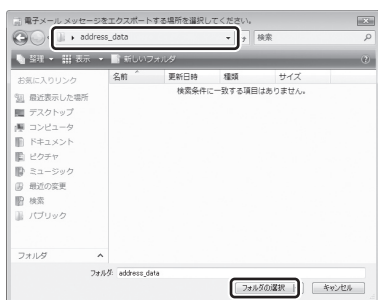 電子メール メッセージをエクスポートする場所を選択してください。
address_data
検索
整理 表示 新しいフォルダ
お気に入りリンク
名前 更新日時 種類 サイズ
検索条件に一致する項目はありません。
最近表示した場所
デスクトップ
コンピュータ
ドキュメント
ピクチャ
ミュージック
最近の変更
検索
パブリック
フォルダ
フォルダ: address_data
フォルダの選択 キャンセル